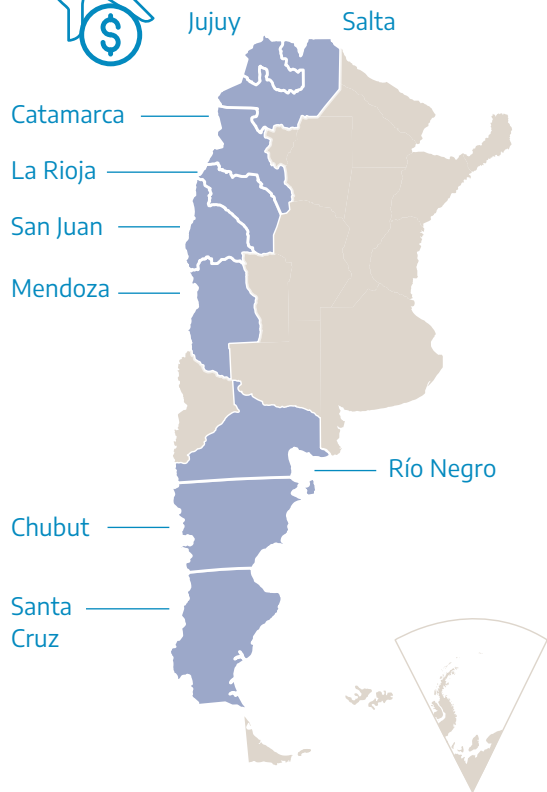 $
Jujuy
Salta
Catamarca
La Rioja
San Juan
Mendoza
Río Negro
Chubut
Santa
Cruz